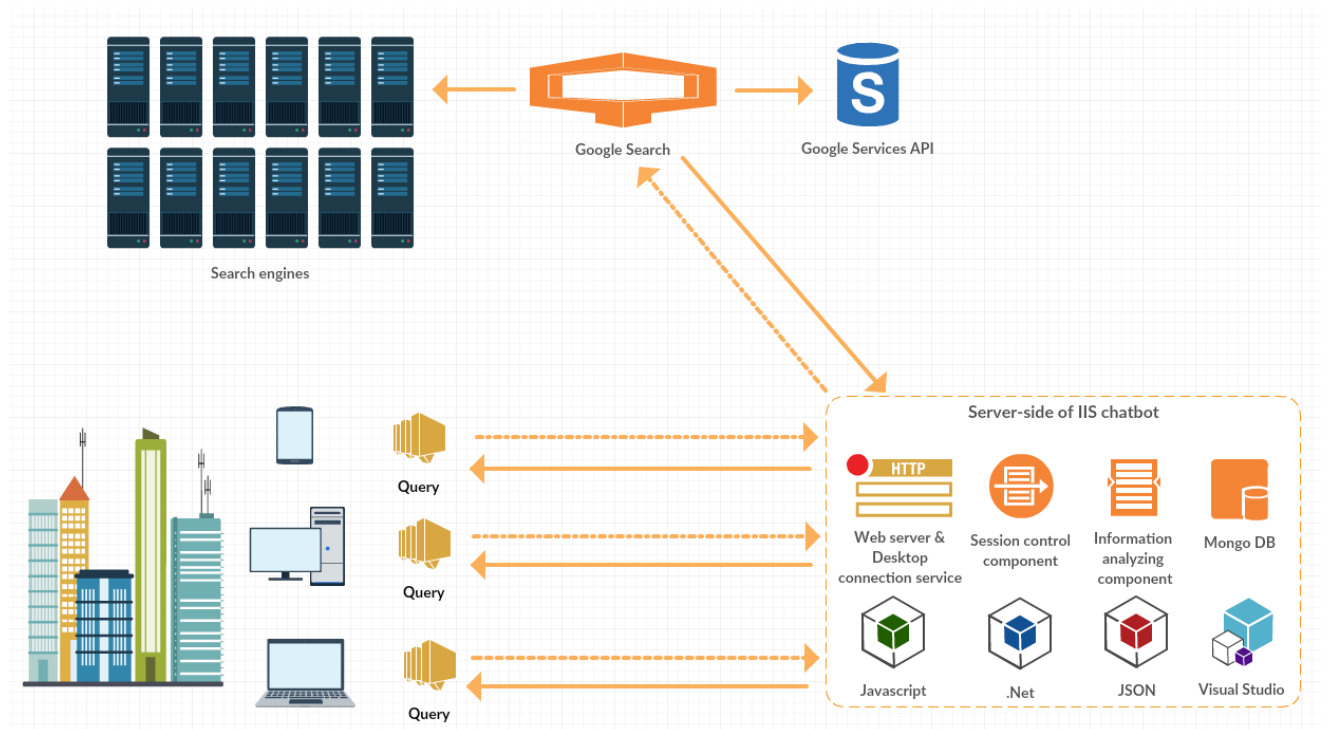 S
Google Search
Google Services API
Search engines
Server-side of IIS chatbot
HTTP
Query
Web server &
Desktop
connection service
Session control
component
Information
analyzing
component
Mongo DB
Query
Javascript
.Net
JSON
Visual Studio
Query